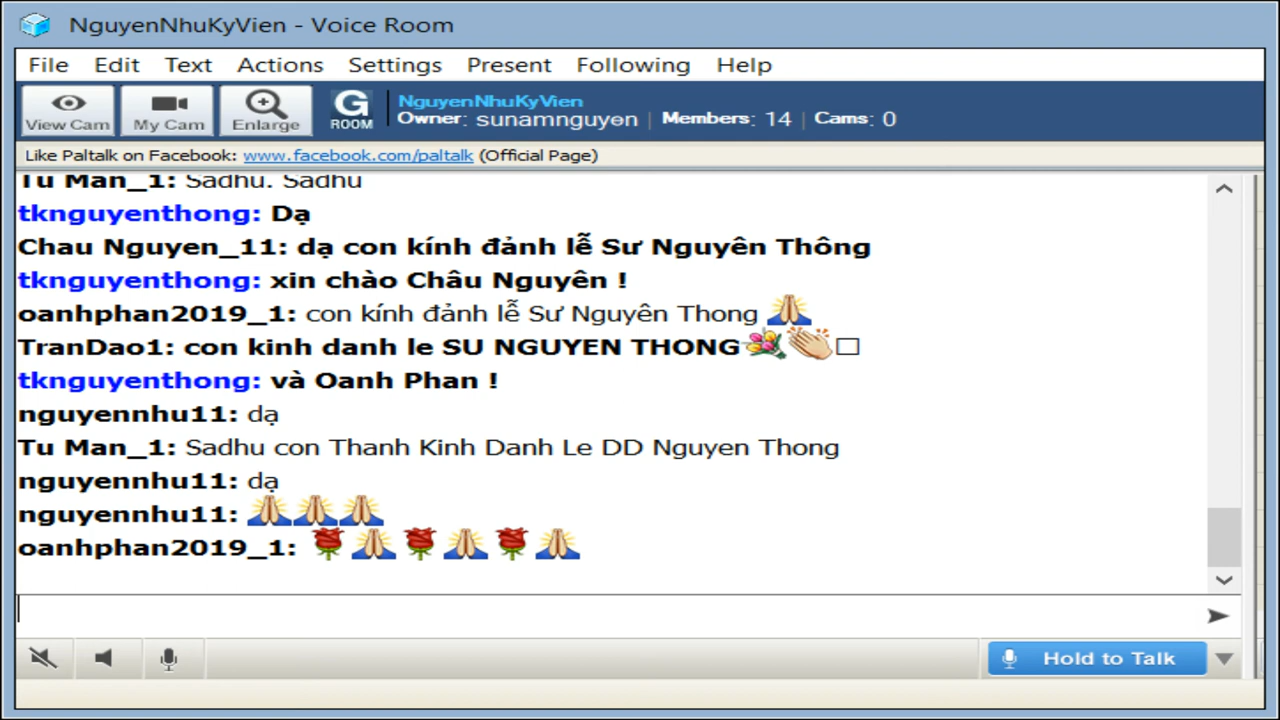 NguyenNhuKyVien - Voice Room
File Edit Text Actions Settings Present Following Help
View Cam My Cam Enlarge G ROOM
NguyenNhuKyVien
Owner: sunamnguyen | Members: 14 | Cams: 0
Like Paltalk on Facebook: www.facebook.com/paltalk (Official Page)
Tu Man_1: Sadhu. Sadhu
tknguyenthong: Dạ
Chau Nguyen_11: dạ con kính đảnh lễ Sư Nguyên Thông
tknguyenthong: xin chào Châu Nguyên !
oanhphan2019_1: con kính đảnh lễ Sư Nguyên Thong 🙏
TranDao1: con kinh danh le SU NGUYEN THONG💐👏□
tknguyenthong: và Oanh Phan !
nguyennhu11: dạ
Tu Man_1: Sadhu con Thanh Kinh Danh Le DD Nguyen Thong
nguyennhu11: dạ
nguyennhu11: 🙏🙏🙏
oanhphan2019_1: 🌹🙏🌹🙏🌹🙏
Hold to Talk